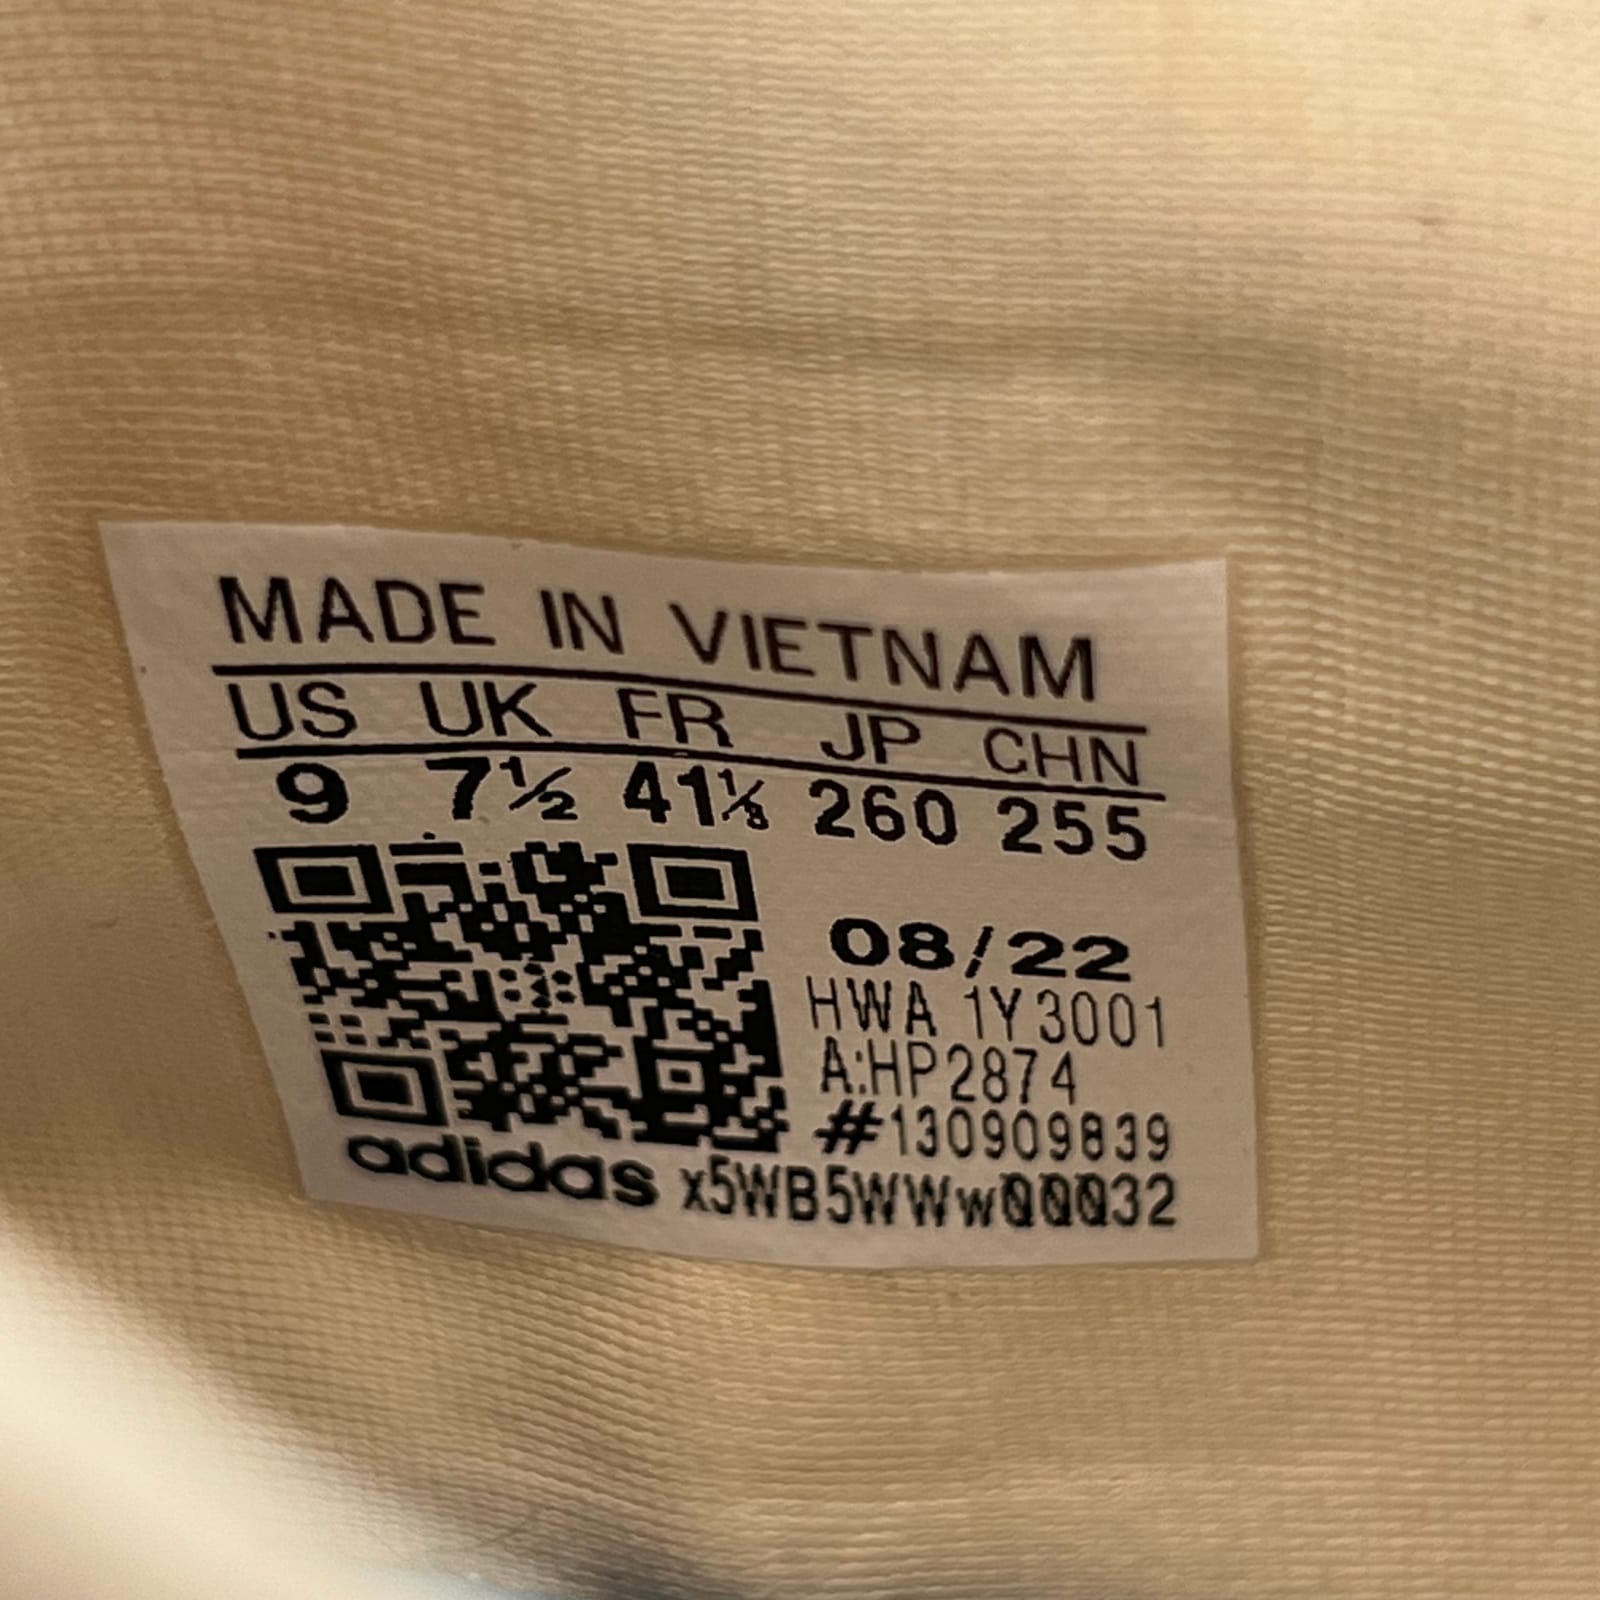 MADE IN VIETNAM
US UK FR JP CHN
9 7½ 41⅓ 260 255
08/22
HWA 1Y3001
A:HP2874
#130909839
adidas x5WB5WWw00032